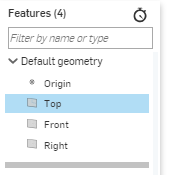 Features (4)
Filter by name or type
Default geometry
Origin
Top
Front
Right